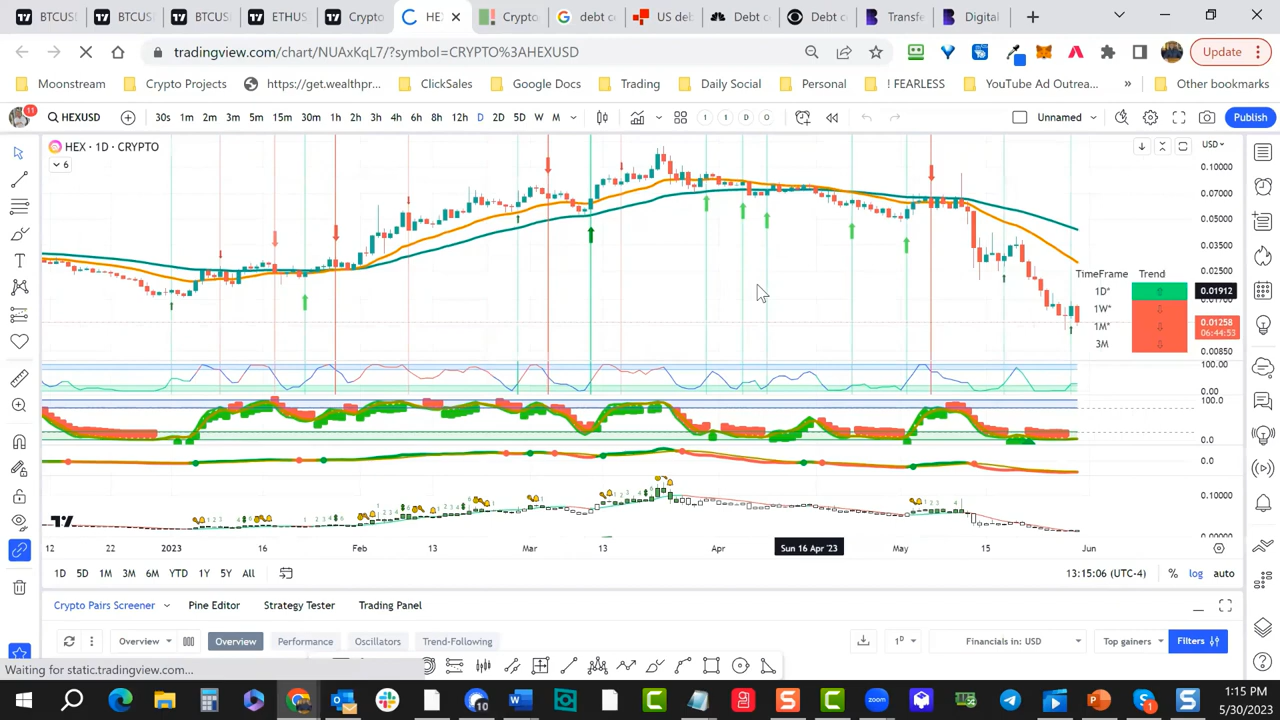 BTCUS
BTCUS
BTCUS
ETHUS
Crypto
HE
Crypto
debt c
US de
Debt c
Debt c
Transfe
Digital
tradingview.com/chart/NUAxKqL7/?symbol=CRYPTO%3AHEXUSD
Update
Moonstream
Crypto Projects
https://get.wealthpr...
ClickSales
Google Docs
Trading
Daily Social
Personal
! FEARLESS
YouTube Ad Outrea...
»
Other bookmarks
11
HEXUSD
30s 1m 2m 3m 5m 15m 30m 1h 2h 3h 4h 6h 8h 12h D 2D 5D W M
1 1 D O
Unnamed
Publish
HEX · 1D · CRYPTO
USD
6
0.10000
0.07000
0.05000
0.03500
0.02500
TimeFrame Trend
1D*
0.01912
1W*
1M*
0.01258
06:44:53
3M
0.00850
100.00
0.00
100.0
0.0
0.0
0.10000
12 22 2023 16 Feb 13 Mar 13 Apr Sun 16 Apr '23 May 15 Jun
1D 5D 1M 3M 6M YTD 1Y 5Y All
13:15:06 (UTC-4)
% log auto
Crypto Pairs Screener
Pine Editor
Strategy Tester
Trading Panel
Overview
Overview
Performance
Oscillators
Trend-Following
1D
Financials in: USD
Top gainers
Filters
Waiting for static.tradingview.com...
1:15 PM
5/30/2023